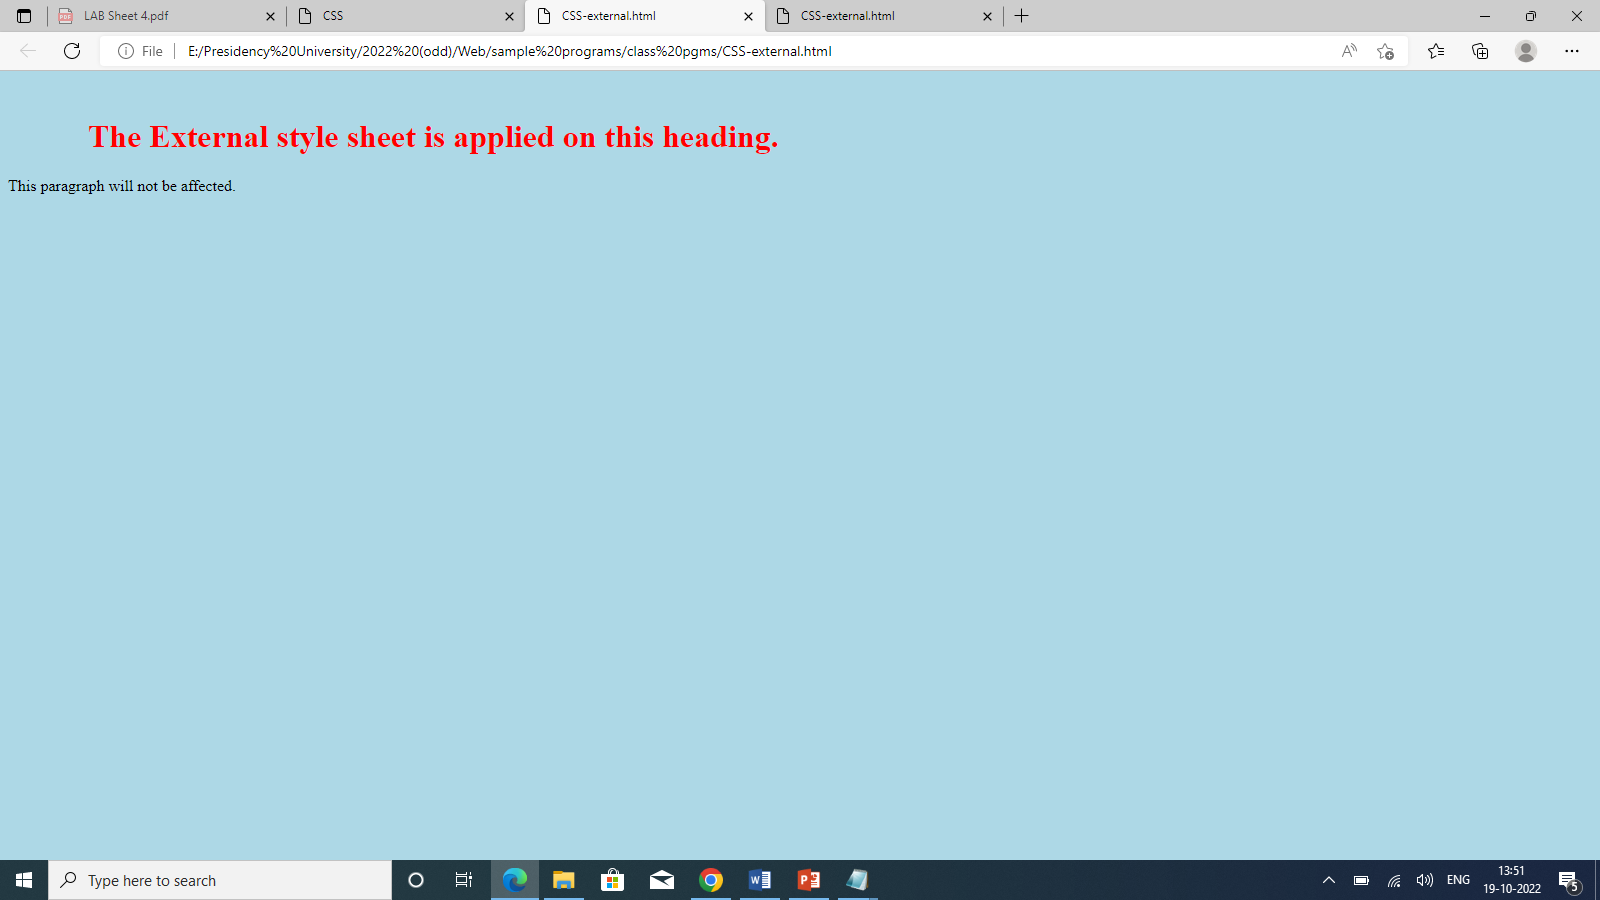 LAB Sheet 4.pdf
CSS
CSS-external.html
CSS-external.html
File
E:/Presidency%20University/2022%20(odd)/Web/sample%20programs/class%20pgms/CSS-external.html
The External style sheet is applied on this heading.
This paragraph will not be affected.
Type here to search
ENG
13:51
19-10-2022
5